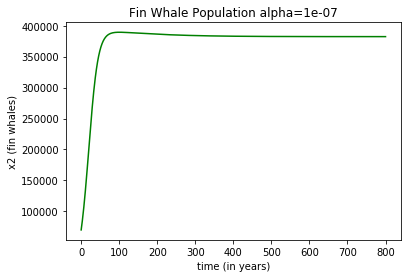 Fin Whale Population alpha=1e-07
400000
350000
300000
250000
200000
150000
100000
x2 (fin whales)
0 100 200 300 400 500 600 700 800
time (in years)